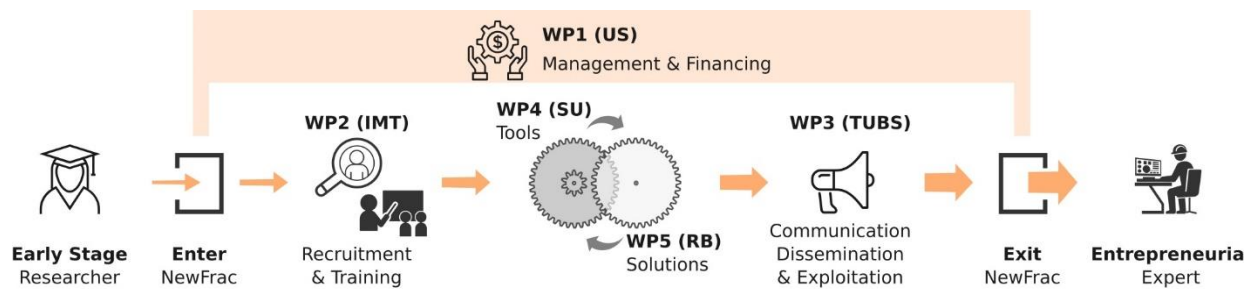 WP1 (US)
Management & Financing
WP2 (IMT)
WP4 (SU)
Tools
WP3 (TUBS)
$
Early Stage
Researcher
Enter
NewFrac
Recruitment
& Training
WP5 (RB)
Solutions
Communication
Dissemination
& Exploitation
Exit
NewFrac
Entrepreneuria
Expert